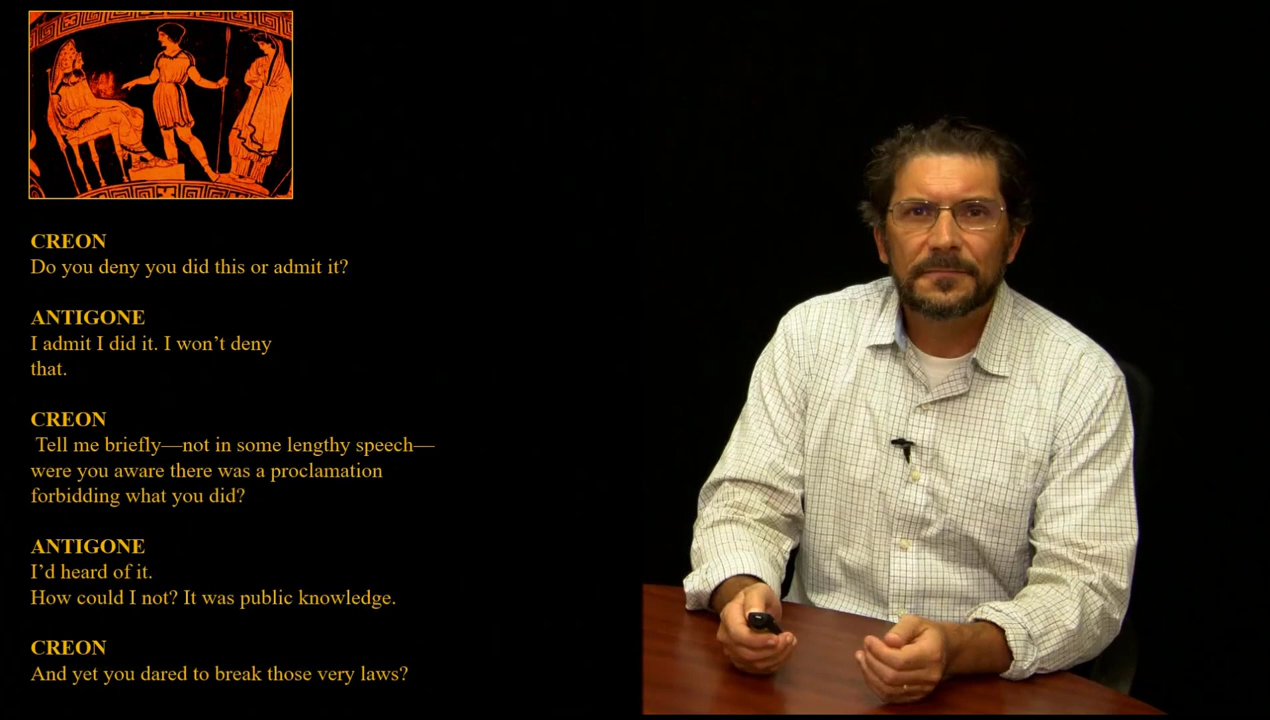 CREON
Do you deny you did this or admit it?
ANTIGONE
I admit I did it. I won’t deny
that.
CREON
Tell me briefly—not in some lengthy speech—
were you aware there was a proclamation
forbidding what you did?
ANTIGONE
I’d heard of it.
How could I not? It was public knowledge.
CREON
And yet you dared to break those very laws?